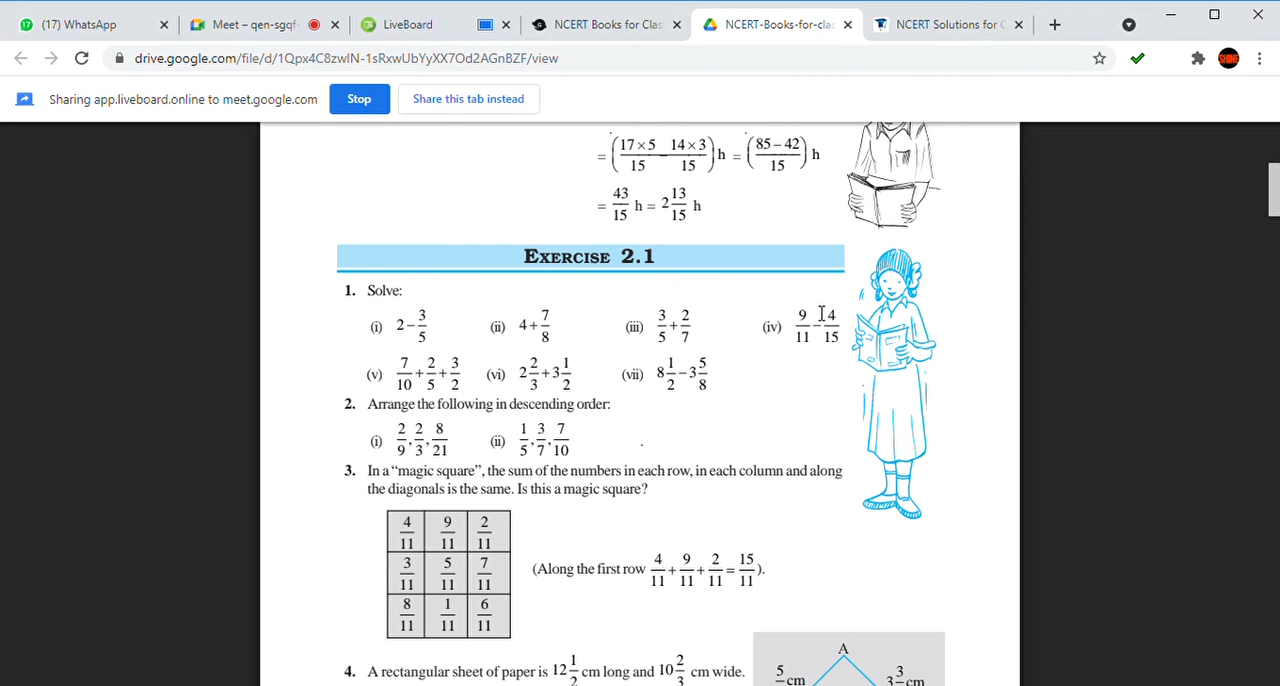 (17) WhatsApp
Meet – qen-sgqf-
LiveBoard
NCERT Books for Clas
NCERT-Books-for-clas
NCERT Solutions for C
drive.google.com/file/d/1Qpx4C8zwIN-1sRxwUbYyXX7Od2AGnBZF/view
SHINE
Sharing app.liveboard.online to meet.google.com
Stop
Share this tab instead
= (17×5/15 – 14×3/15) h = (85–42/15) h
= 43/15 h = 2 13/15 h
EXERCISE 2.1
1. Solve:
(i) 2 – 3/5 (ii) 4 + 7/8 (iii) 3/5 + 2/7 (iv) 9/11 – 4/15
(v) 7/10 + 2/5 + 3/2 (vi) 2 2/3 + 3 1/2 (vii) 8 1/2 – 3 5/8
2. Arrange the following in descending order:
(i) 2/9, 2/3, 8/21 (ii) 1/5, 3/7, 7/10
3. In a “magic square”, the sum of the numbers in each row, in each column and along
the diagonals is the same. Is this a magic square?
4/11 9/11 2/11
3/11 5/11 7/11
8/11 1/11 6/11
(Along the first row 4/11 + 9/11 + 2/11 = 15/11).
4. A rectangular sheet of paper is 12 1/2 cm long and 10 2/3 cm wide.
A
5 cm
3 3 cm